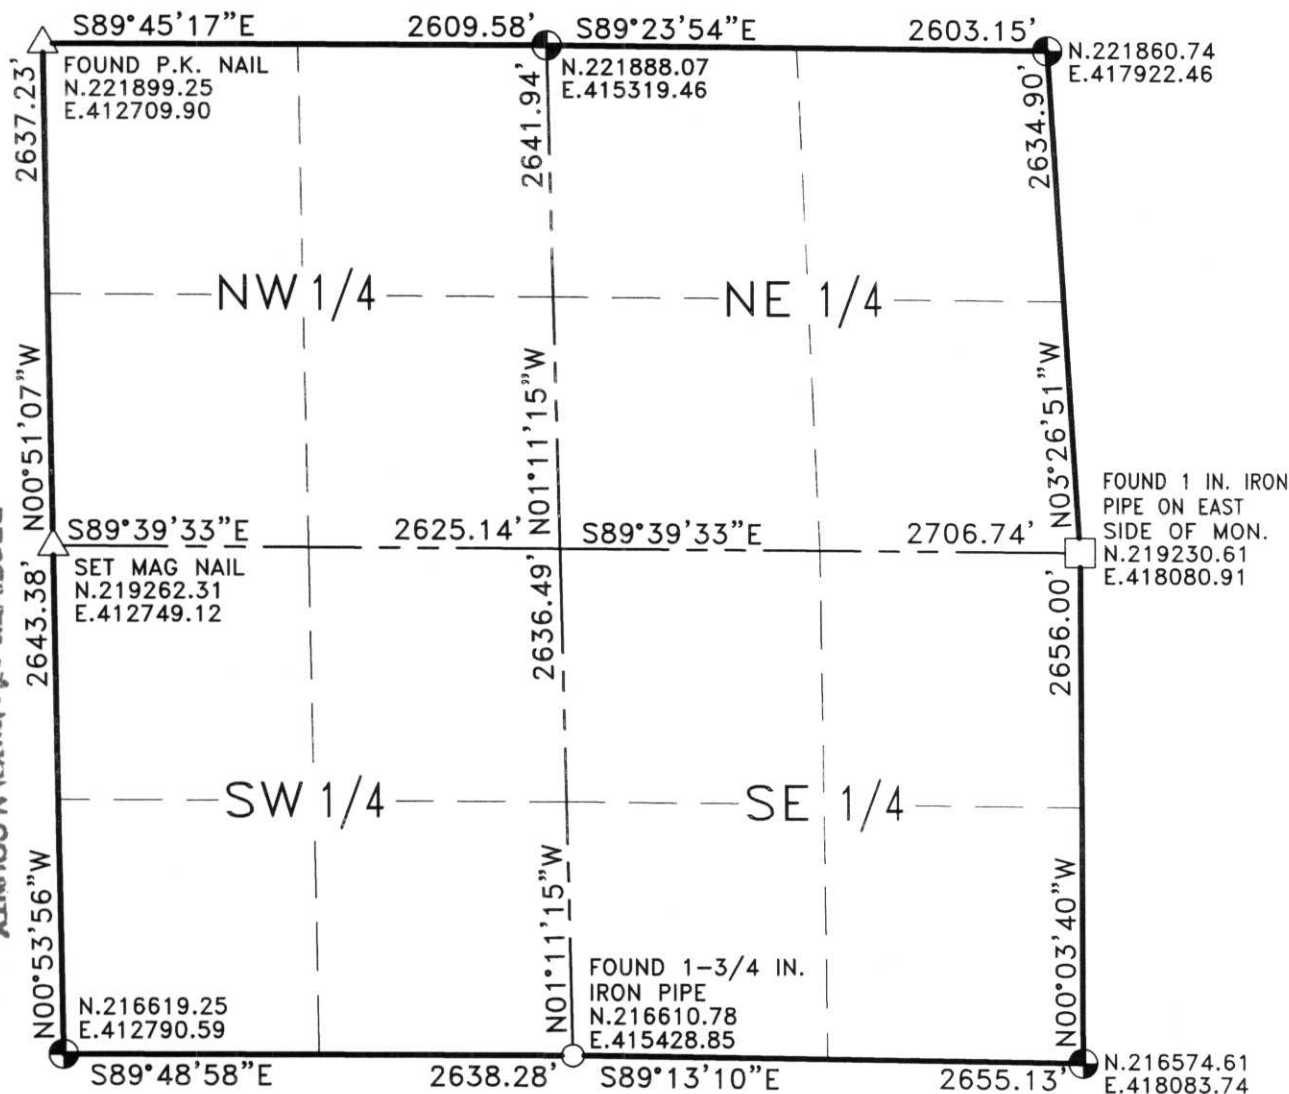 S89°45'17"E 2609.58' S89°23'54"E 2603.15'
FOUND P.K. NAIL
N.221899.25
E.412709.90
N.221888.07
E.415319.46
N.221860.74
E.417922.46
2637.23'
2641.94'
2634.90'
NW 1/4 NE 1/4
N00°51'07"W
N01°11'15"W
N03°26'51"W
S89°39'33"E 2625.14' S89°39'33"E 2706.74'
FOUND 1 IN. IRON
PIPE ON EAST
SIDE OF MON.
N.219230.61
E.418080.91
SET MAG NAIL
N.219262.31
E.412749.12
2643.38'
2636.49'
2656.00'
SW 1/4 SE 1/4
N00°53'56"W
N01°11'15"W
N00°03'40"W
FOUND 1-3/4 IN.
IRON PIPE
N.216610.78
E.415428.85
N.216619.25
E.412790.59
N.216574.61
E.418083.74
S89°48'58"E 2638.28' S89°13'10"E 2655.13'